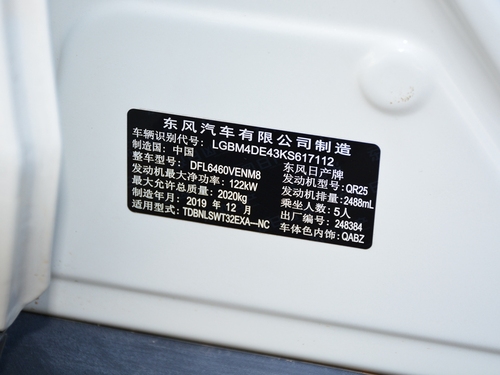 东风汽车有限公司制造
车辆识别代号: LGBM4DE43KS617112
制造国: 中国 东风日产牌
整车型号: DFL6460VENM8 发动机型号: QR25
发动机最大净功率: 122kW 发动机排量: 2488mL
最大允许总质量: 2020kg 乘坐人数: 5人
制造年月: 2019 年 12 月 出厂编号: 248384
适用型式: TDBNLSWT32EXA—NC 车体色内饰: QABZ